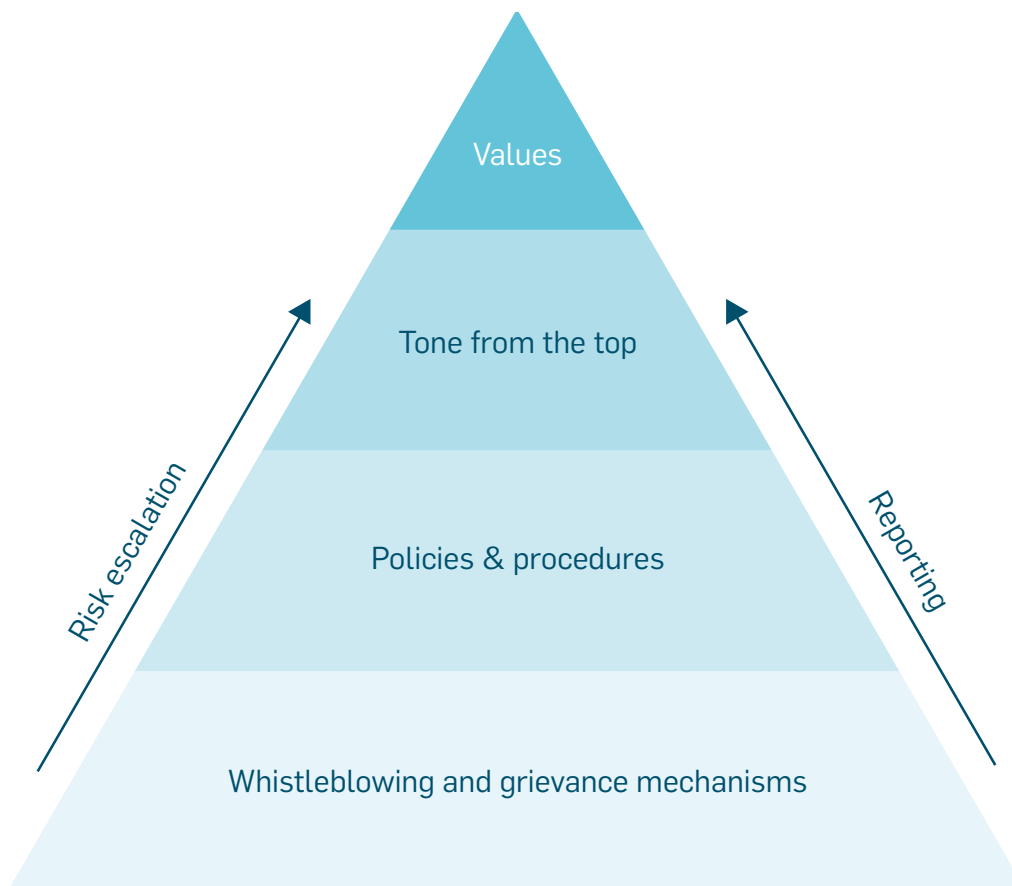 Values
Tone from the top
Risk escalation
Reporting
Policies & procedures
Whistleblowing and grievance mechanisms